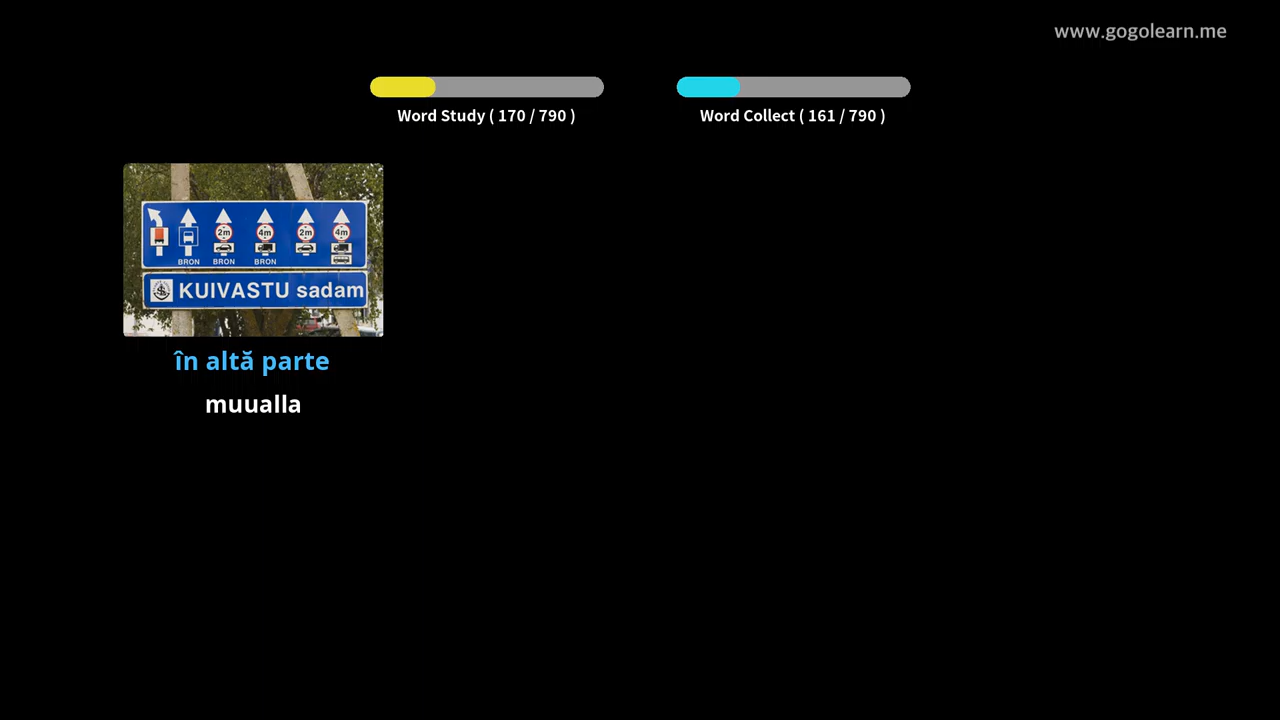 www.gogolearn.me
Word Study ( 170 / 790 )
Word Collect ( 161 / 790 )
2m
4m
2m
4m
BRON
BRON
BRON
KUIVASTU sadam
în altă parte
muualla